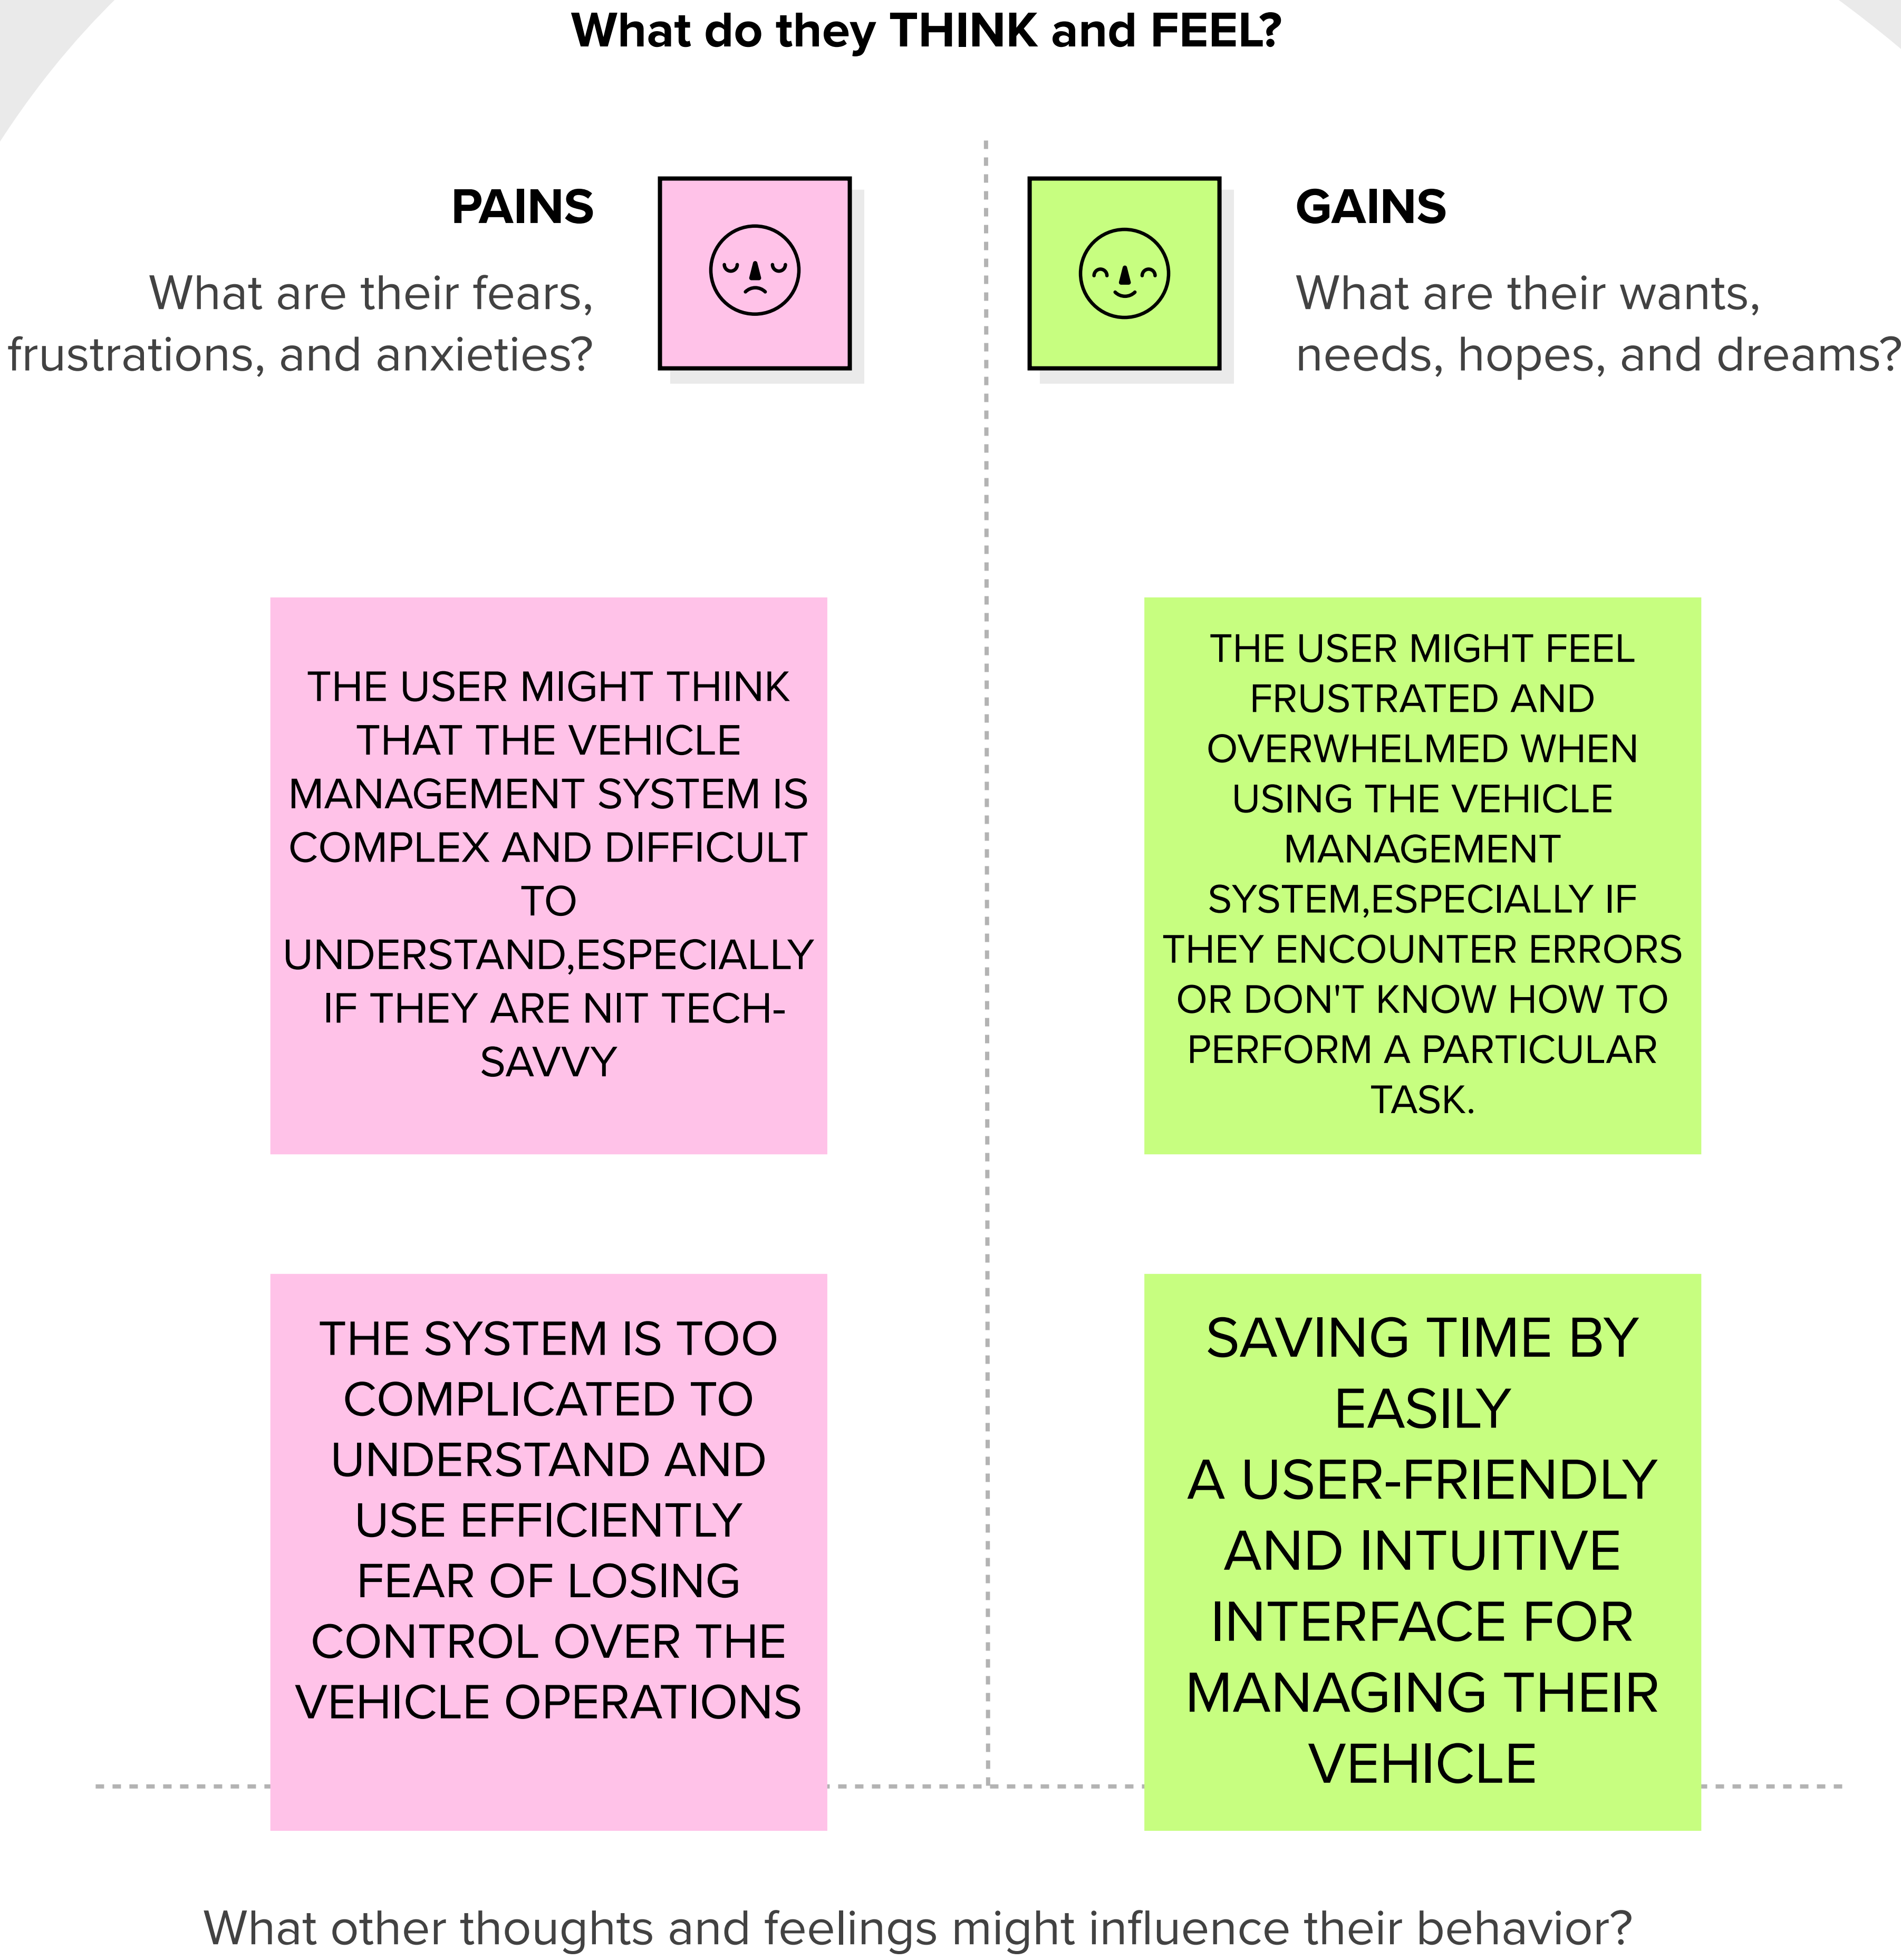 What do they THINK and FEEL?
PAINS
What are their fears,
frustrations, and anxieties?
GAINS
What are their wants,
needs, hopes, and dreams?
THE USER MIGHT THINK
THAT THE VEHICLE
MANAGEMENT SYSTEM IS
COMPLEX AND DIFFICULT
TO
UNDERSTAND,ESPECIALLY
IF THEY ARE NIT TECH-
SAVVY
THE USER MIGHT FEEL
FRUSTRATED AND
OVERWHELMED WHEN
USING THE VEHICLE
MANAGEMENT
SYSTEM,ESPECIALLY IF
THEY ENCOUNTER ERRORS
OR DON'T KNOW HOW TO
PERFORM A PARTICULAR
TASK.
THE SYSTEM IS TOO
COMPLICATED TO
UNDERSTAND AND
USE EFFICIENTLY
FEAR OF LOSING
CONTROL OVER THE
VEHICLE OPERATIONS
SAVING TIME BY
EASILY
A USER-FRIENDLY
AND INTUITIVE
INTERFACE FOR
MANAGING THEIR
VEHICLE
What other thoughts and feelings might influence their behavior?